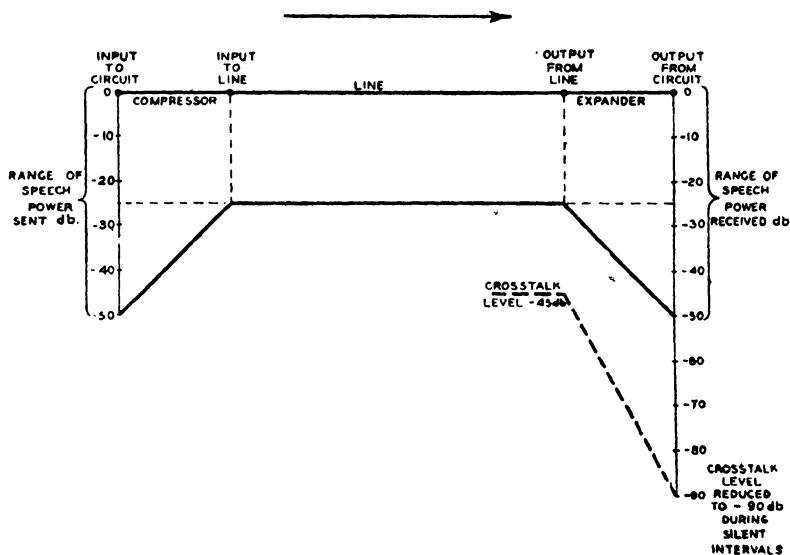 INPUT
TO
CIRCUIT
INPUT
TO
LINE
LINE
OUTPUT
FROM
LINE
OUTPUT
FROM
CIRCUIT
COMPRESSOR
EXPANDER
0
-10
-20
-30
-40
-50
RANGE OF
SPEECH
POWER
SENT db.
0
-10
-20
-30
-40
-50
-60
-70
-80
-90
RANGE OF
SPEECH
POWER
RECEIVED db
CROSSTALK
LEVEL -45db
CROSSTALK
LEVEL
REDUCED
TO - 90db
DURING
SILENT
INTERVALS